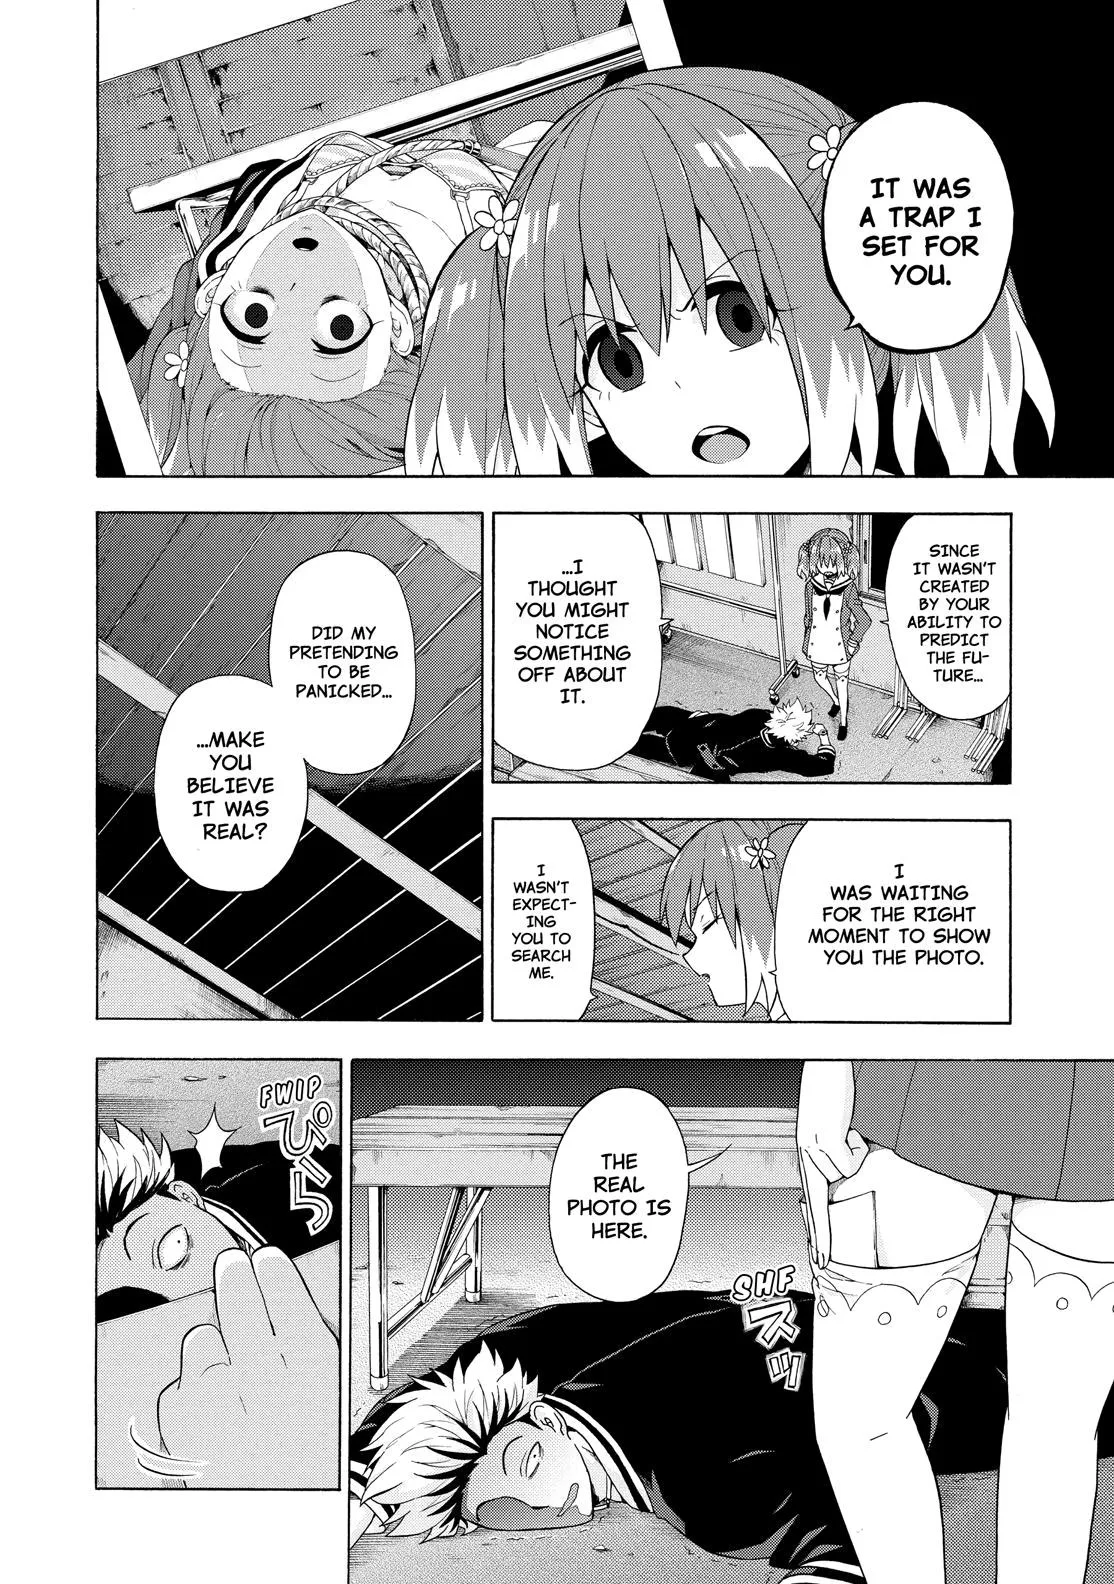 IT WAS
A TRAP I
SET FOR
YOU.
SINCE
IT WASN'T
CREATED
BY YOUR
ABILITY TO
PREDICT
THE FU-
TURE...
...I
THOUGHT
YOU MIGHT
NOTICE
SOMETHING
OFF ABOUT
IT.
I
WAS WAITING
FOR THE RIGHT
MOMENT TO SHOW
YOU THE PHOTO.
I
WASN'T
EXPECT-
ING
YOU TO
SEARCH
ME.
DID MY
PRETENDING
TO BE
PANICKED...
...MAKE
YOU
BELIEVE
IT WAS
REAL?
THE
REAL
PHOTO IS
HERE.
SHF
スッ
FWIP
ぴら